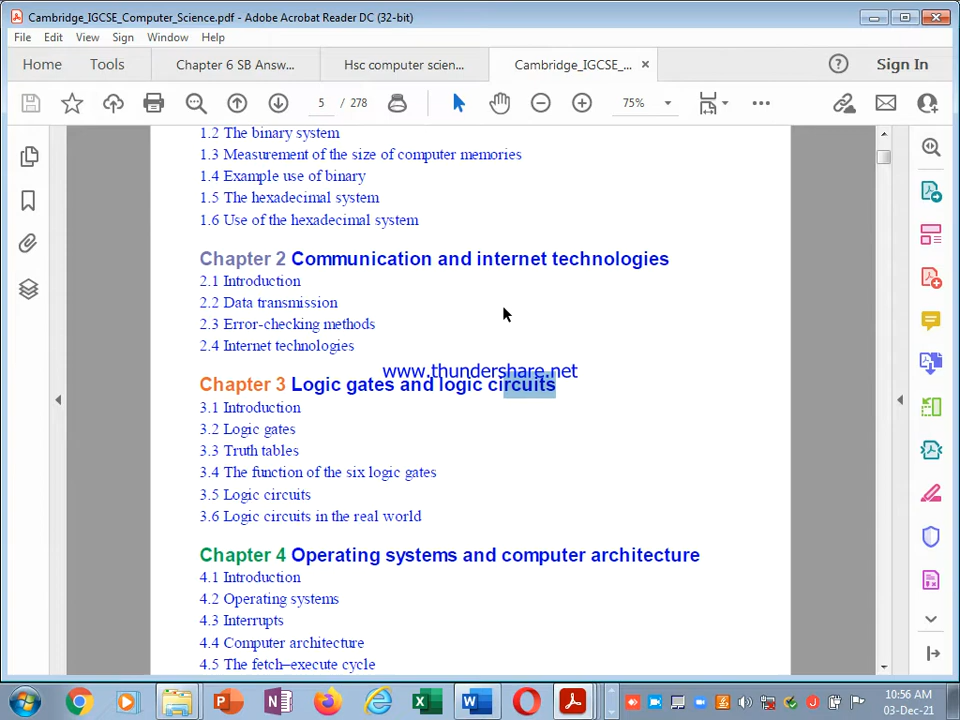 Cambridge_IGCSE_Computer_Science.pdf - Adobe Acrobat Reader DC (32-bit)
File Edit View Sign Window Help
Home Tools Chapter 6 SB Answ... Hsc computer scien... Cambridge_IGCSE_... × Sign In
5 / 278 75%
1.2 The binary system
1.3 Measurement of the size of computer memories
1.4 Example use of binary
1.5 The hexadecimal system
1.6 Use of the hexadecimal system
Chapter 2 Communication and internet technologies
2.1 Introduction
2.2 Data transmission
2.3 Error-checking methods
2.4 Internet technologies
www.thundershare.net
Chapter 3 Logic gates and logic circuits
3.1 Introduction
3.2 Logic gates
3.3 Truth tables
3.4 The function of the six logic gates
3.5 Logic circuits
3.6 Logic circuits in the real world
Chapter 4 Operating systems and computer architecture
4.1 Introduction
4.2 Operating systems
4.3 Interrupts
4.4 Computer architecture
4.5 The fetch–execute cycle
10:56 AM
03-Dec-21